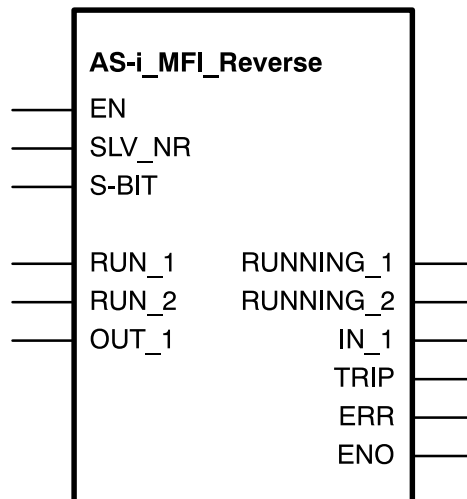 AS-i_MFI_Reverse
EN
SLV_NR
S-BIT
RUN_1 RUNNING_1
RUN_2 RUNNING_2
OUT_1 IN_1
TRIP
ERR
ENO